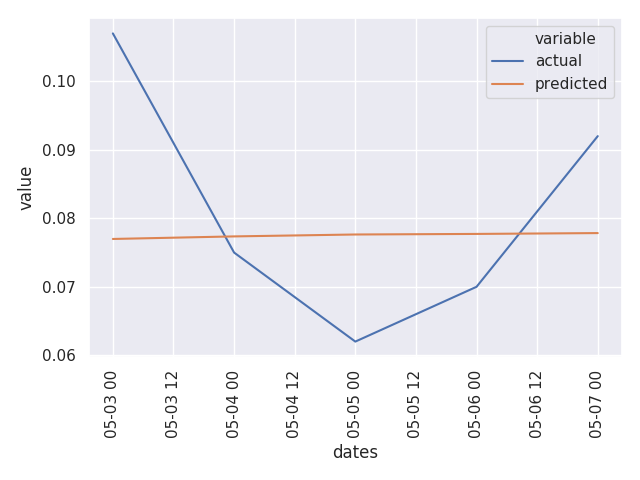 variable
actual
predicted
0.10
0.09
0.08
0.07
0.06
value
05-03 00
05-03 12
05-04 00
05-04 12
05-05 00
05-05 12
05-06 00
05-06 12
05-07 00
dates